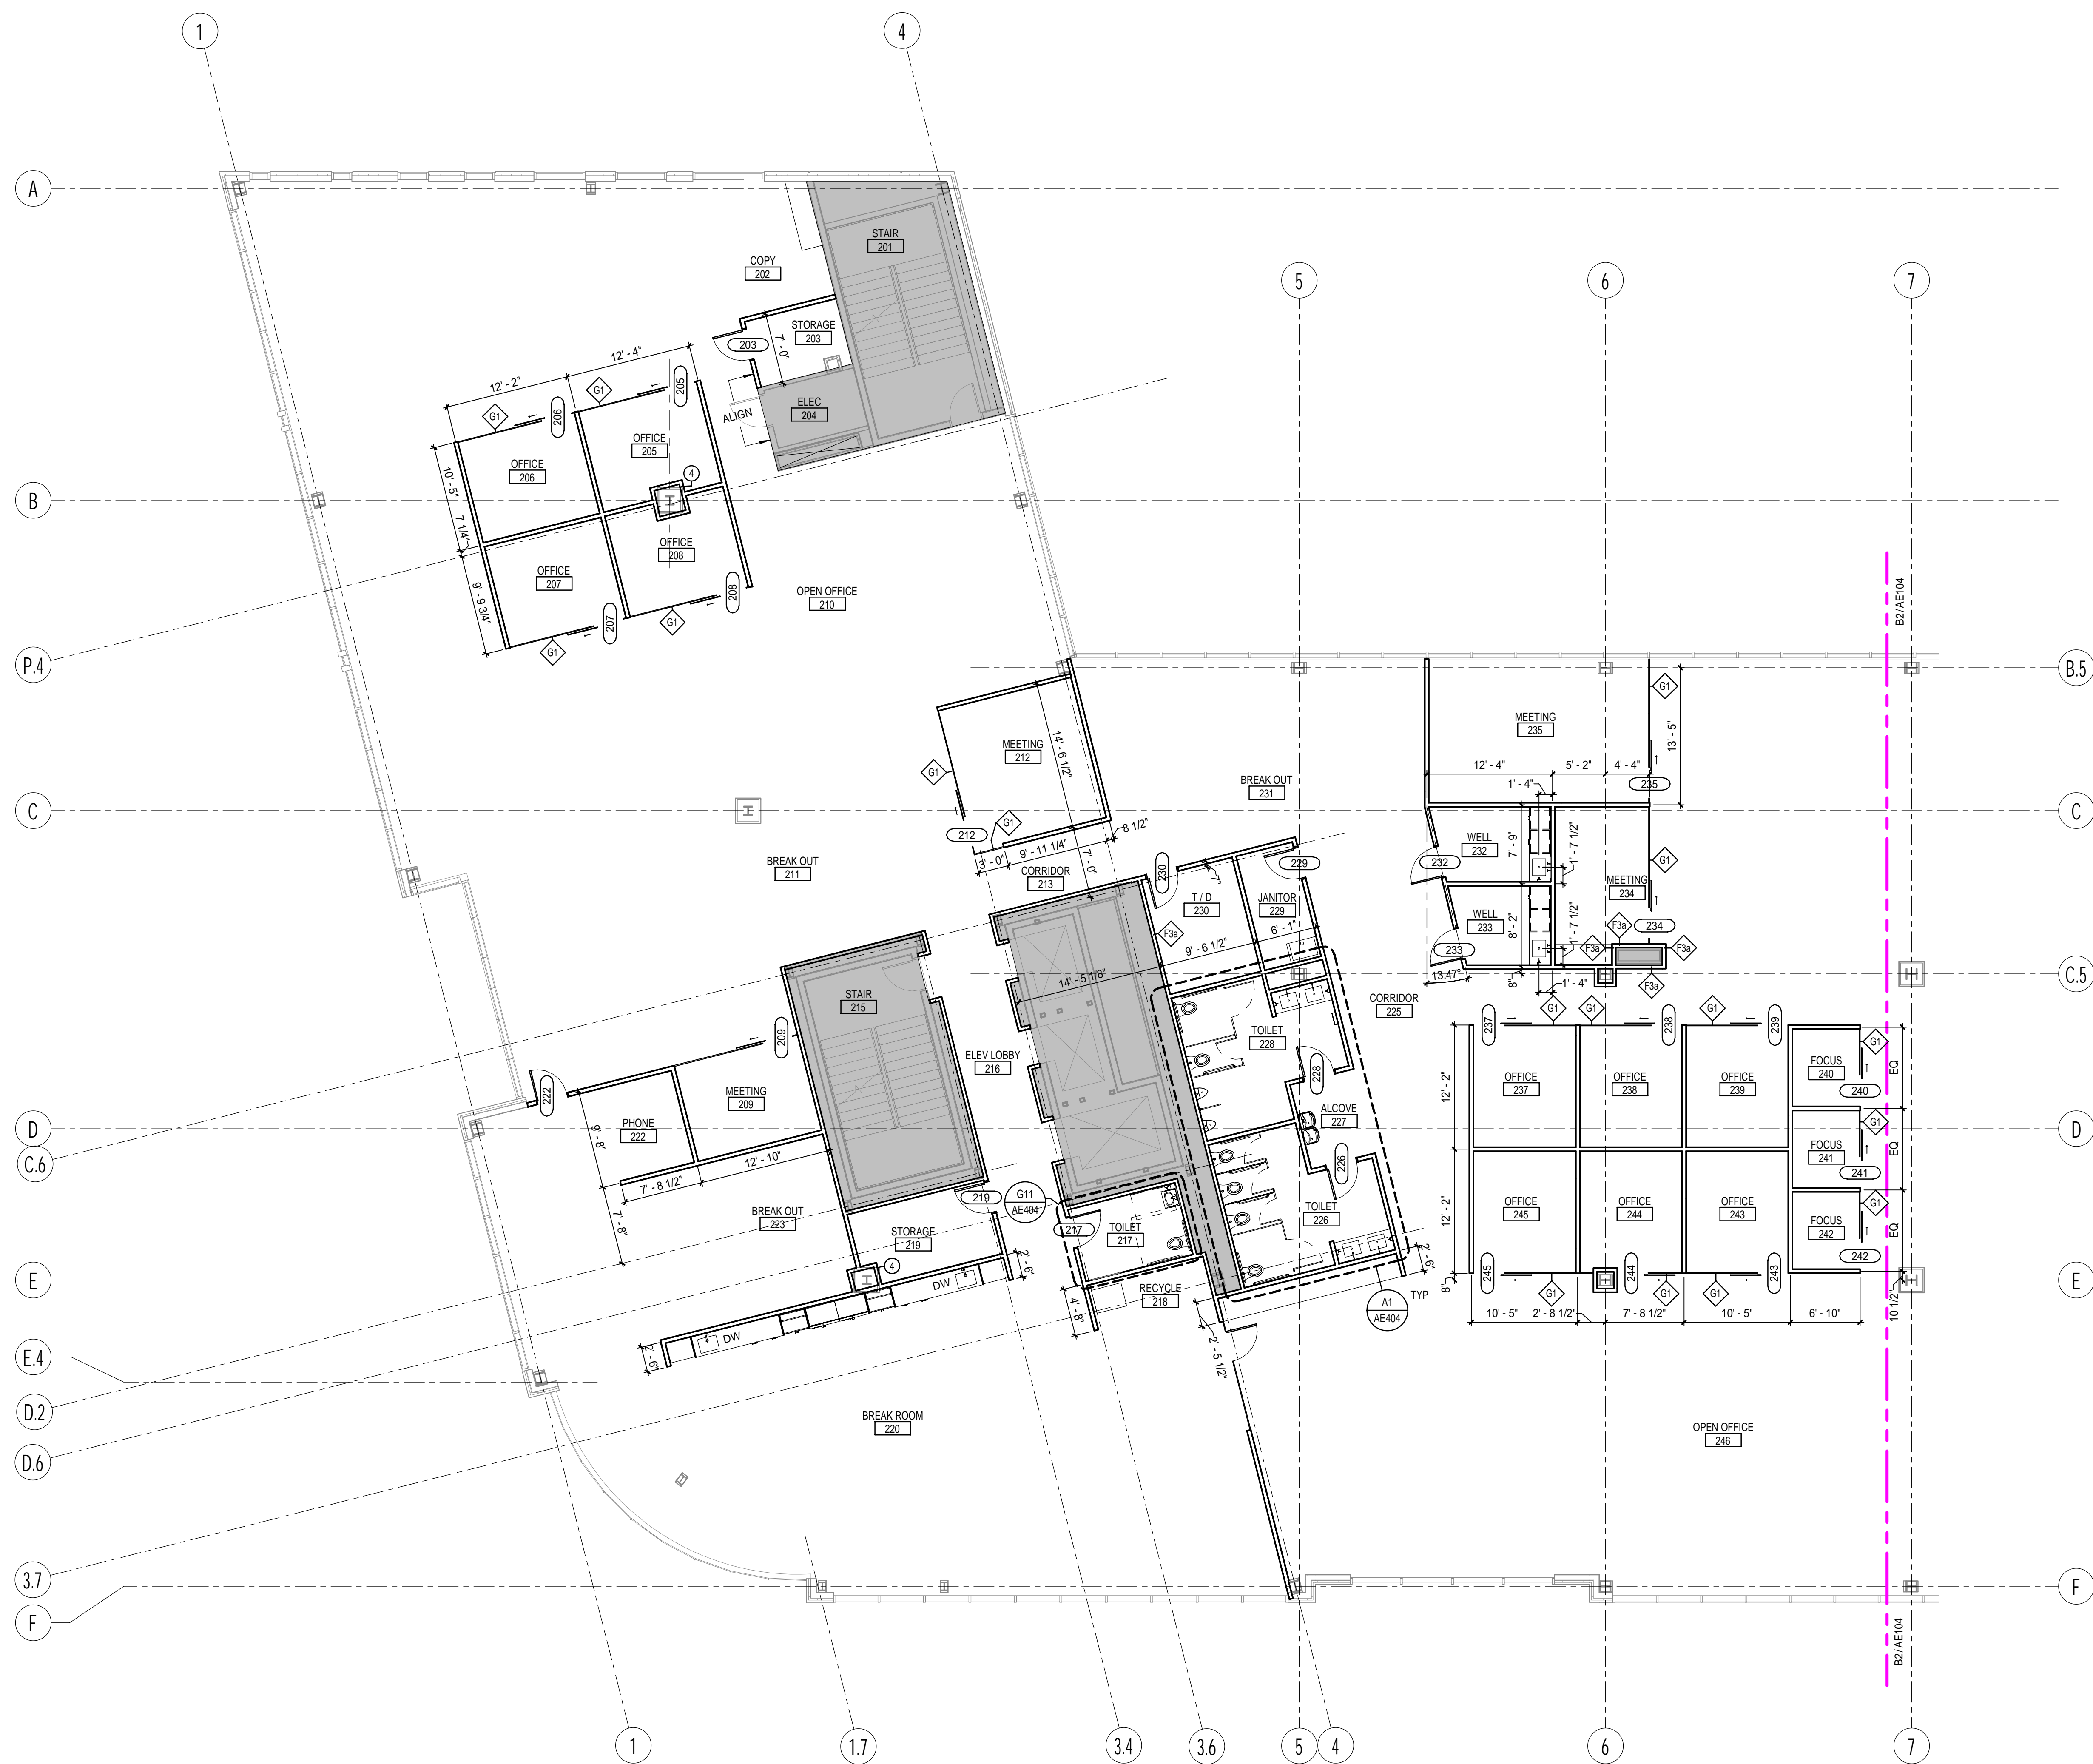 1
4
A
STAIR
201
COPY
202
5
6
7
STORAGE
203
203
7' - 0"
12' - 4"
12' - 2"
G1
G1
205
206
ALIGN
ELEC
204
OFFICE
205
OFFICE
206
10' - 5"
7 1/4"
4
B
OFFICE
208
OFFICE
207
9' - 9 3/4"
208
207
G1
G1
OPEN OFFICE
210
B2/AE104
P.4
B.5
G1
MEETING
235
13' - 5"
MEETING
212
14' - 6 1/2"
G1
12' - 4"
5' - 2"
4' - 4"
1' - 4"
235
BREAK OUT
231
C
C
212
G1
8 1/2"
9' - 11 1/4"
3' - 0"
7' - 0"
WELL
232
232
7' - 9"
1' - 7 1/2"
G1
BREAK OUT
211
CORRIDOR
213
230
7"
229
T / D
230
JANITOR
229
MEETING
234
WELL
233
8' - 2"
1' - 7 1/2"
F3a
234
F3a
F3a
F3a
F3a
9' - 6 1/2"
6' - 1"
14' - 5 1/8"
233
13.47°
8"
1' - 4"
C.5
STAIR
215
CORRIDOR
225
G1
G1
G1
237
238
239
209
TOILET
228
ELEV LOBBY
216
228
G1
FOCUS
240
240
EQ
222
MEETING
209
OFFICE
237
OFFICE
238
OFFICE
239
12' - 2"
PHONE
222
9' - 8"
ALCOVE
227
D
D
C.6
G1
FOCUS
241
241
EQ
12' - 10"
7' - 8 1/2"
226
219
G11
AE404
BREAK OUT
223
7' - 8"
STORAGE
219
217
TOILET
217
TOILET
226
OFFICE
245
OFFICE
244
OFFICE
243
12' - 2"
G1
FOCUS
242
242
EQ
2' - 6"
2' - 6"
4
DW
E
E
RECYCLE
218
4' - 8"
8"
245
244
243
G1
G1
G1
10 1/2"
A1
AE404
TYP
10' - 5"
2' - 8 1/2"
7' - 8 1/2"
10' - 5"
6' - 10"
DW
2' - 6"
2' - 5 1/2"
E.4
D.2
BREAK ROOM
220
OPEN OFFICE
246
D.6
3.7
F
F
B2/AE104
1
1.7
3.4
3.6
5
4
6
7